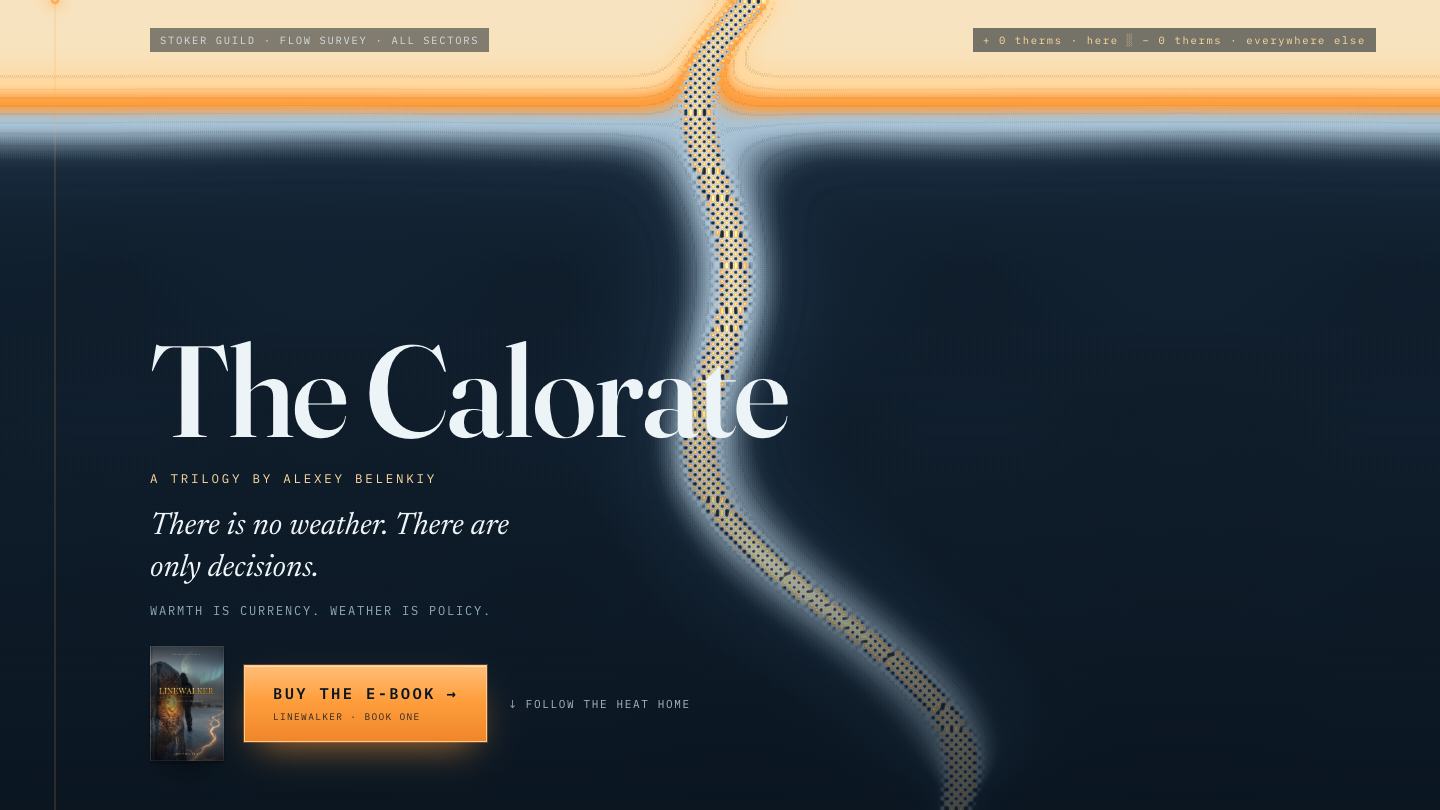 STOKER GUILD · FLOW SURVEY · ALL SECTORS
+ 0 therms · here ░ − 0 therms · everywhere else
The Calorate
A TRILOGY BY ALEXEY BELENKIY
There is no weather. There are
only decisions.
WARMTH IS CURRENCY. WEATHER IS POLICY.
LINEWALKER
BUY THE E-BOOK →
LINEWALKER · BOOK ONE
↓ FOLLOW THE HEAT HOME